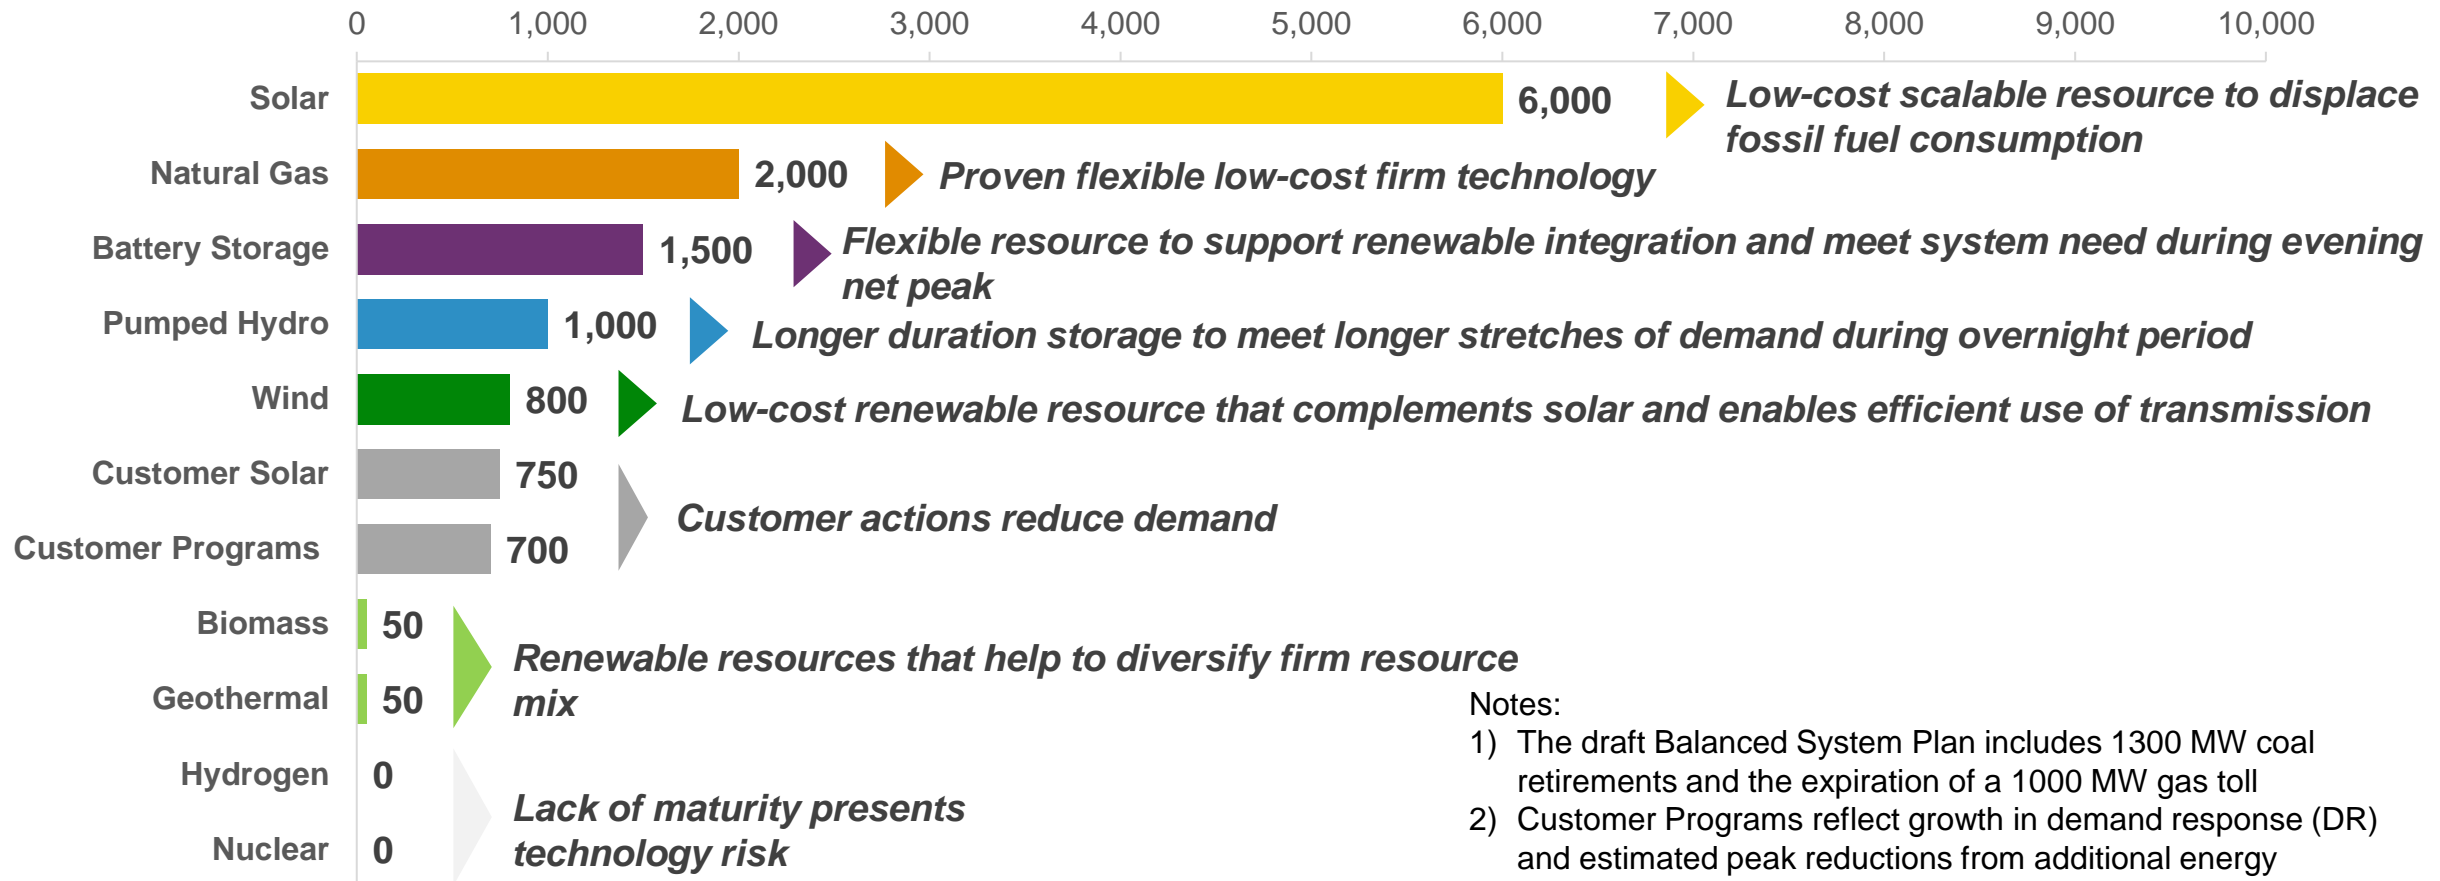 0 1,000 2,000 3,000 4,000 5,000 6,000 7,000 8,000 9,000 10,000
Solar 6,000 Low-cost scalable resource to displace
fossil fuel consumption
Natural Gas 2,000 Proven flexible low-cost firm technology
Battery Storage 1,500 Flexible resource to support renewable integration and meet system need during evening
net peak
Pumped Hydro 1,000 Longer duration storage to meet longer stretches of demand during overnight period
Wind 800 Low-cost renewable resource that complements solar and enables efficient use of transmission
Customer Solar 750
Customer actions reduce demand
Customer Programs 700
Biomass 50
Renewable resources that help to diversify firm resource
Geothermal 50 mix
Hydrogen 0
Lack of maturity presents
Nuclear 0 technology risk
Notes:
1) The draft Balanced System Plan includes 1300 MW coal
retirements and the expiration of a 1000 MW gas toll
2) Customer Programs reflect growth in demand response (DR)
and estimated peak reductions from additional energy